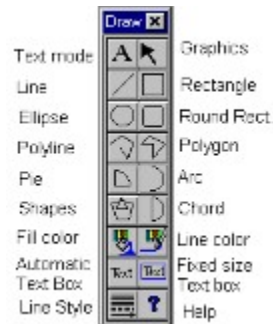 Draw
Text mode A Graphics
Line Rectangle
Ellipse Round Rect.
Polyline Polygon
Pie Arc
Shapes Chord
Fill color Line color
Automatic Text Box Text Text Fixed size Text box
Line Style ? Help